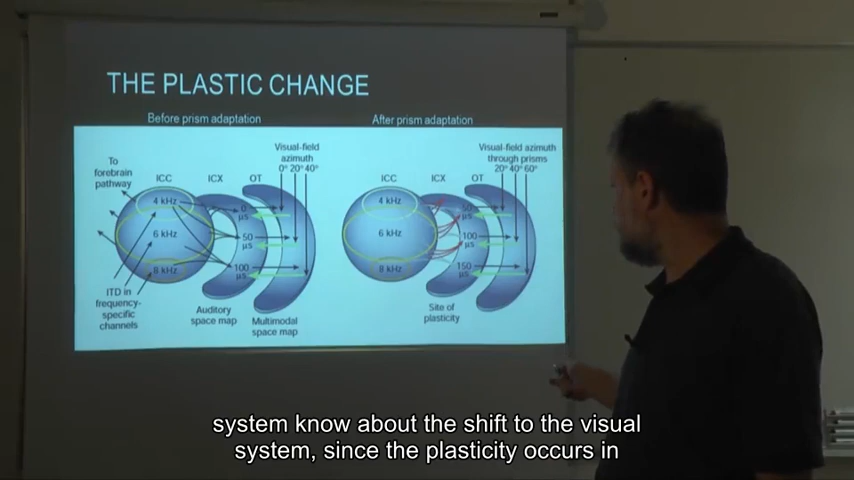 THE PLASTIC CHANGE
Before prism adaptation
After prism adaptation
To
forebrain
pathway
ICC
ICX
OT
Visual-field
azimuth
0° 20° 40°
4 kHz
6 kHz
8 kHz
0
µs
50
µs
100
µs
ITD in
frequency-
specific
channels
Auditory
space map
Multimodal
space map
ICC
ICX
OT
Visual-field azimuth
through prisms
20° 40° 60°
4 kHz
6 kHz
8 kHz
50
µs
100
µs
150
µs
Site of
plasticity
system know about the shift to the visual
system, since the plasticity occurs in